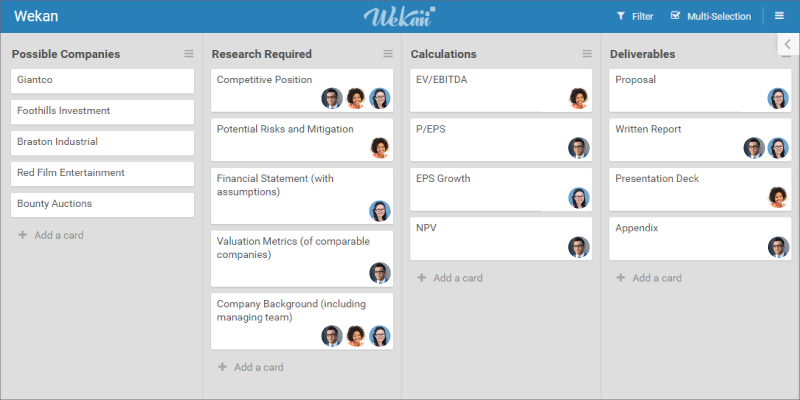 Wekan
Wekan
Filter
Multi-Selection
Possible Companies
Giantco
Foothills Investment
Braston Industrial
Red Film Entertainment
Bounty Auctions
Add a card
Research Required
Competitive Position
Potential Risks and Mitigation
Financial Statement (with
assumptions)
Valuation Metrics (of comparable
companies)
Company Background (including
managing team)
Add a card
Calculations
EV/EBITDA
P/EPS
EPS Growth
NPV
Add a card
Deliverables
Proposal
Written Report
Presentation Deck
Appendix
Add a card